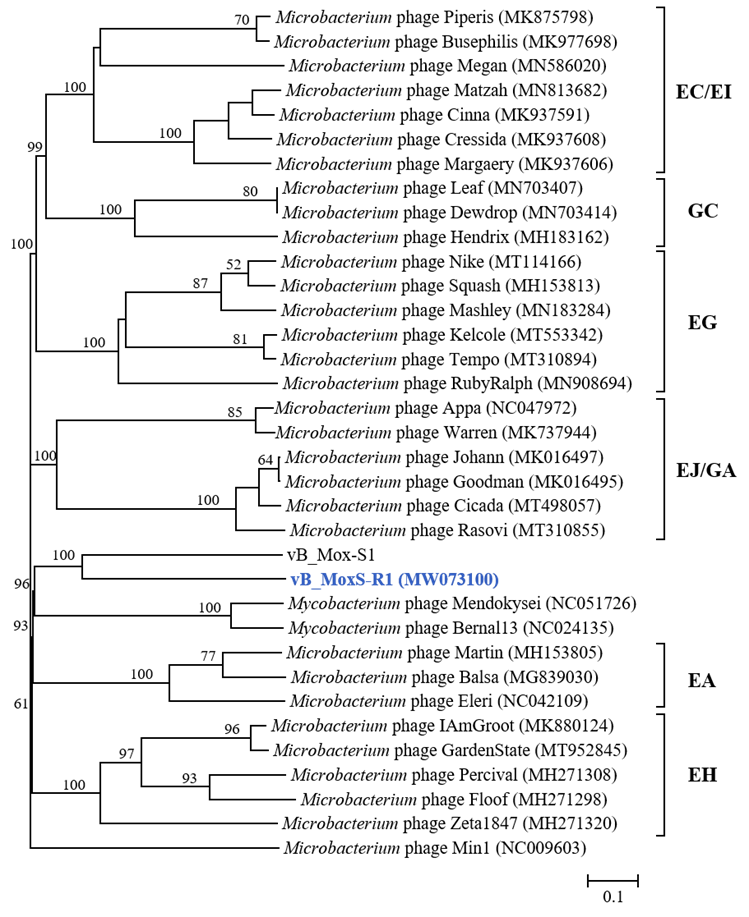 70
Microbacterium phage Piperis (MK875798)
Microbacterium phage Busephilis (MK977698)
Microbacterium phage Megan (MN586020)
100
Microbacterium phage Matzah (MN813682)
EC/EI
Microbacterium phage Cinna (MK937591)
100
Microbacterium phage Cressida (MK937608)
99
Microbacterium phage Margaery (MK937606)
80
Microbacterium phage Leaf (MN703407)
100
Microbacterium phage Dewdrop (MN703414)
GC
Microbacterium phage Hendrix (MH183162)
100
52
Microbacterium phage Nike (MT114166)
87
Microbacterium phage Squash (MH153813)
Microbacterium phage Mashley (MN183284)
EG
100
81
Microbacterium phage Kelcole (MT553342)
Microbacterium phage Tempo (MT310894)
Microbacterium phage RubyRalph (MN908694)
85
Microbacterium phage Appa (NC047972)
Microbacterium phage Warren (MK737944)
100
64
Microbacterium phage Johann (MK016497)
EJ/GA
Microbacterium phage Goodman (MK016495)
100
Microbacterium phage Cicada (MT498057)
Microbacterium phage Rasovi (MT310855)
100
vB_Mox-S1
96
vB_MoxS-R1 (MW073100)
100
Mycobacterium phage Mendokysei (NC051726)
93
Mycobacterium phage Bernal13 (NC024135)
77
Microbacterium phage Martin (MH153805)
100
Microbacterium phage Balsa (MG839030)
EA
61
Microbacterium phage Eleri (NC042109)
96
Microbacterium phage IAmGroot (MK880124)
97
Microbacterium phage GardenState (MT952845)
100
93
Microbacterium phage Percival (MH271308)
EH
Microbacterium phage Floof (MH271298)
Microbacterium phage Zeta1847 (MH271320)
Microbacterium phage Min1 (NC009603)
0.1